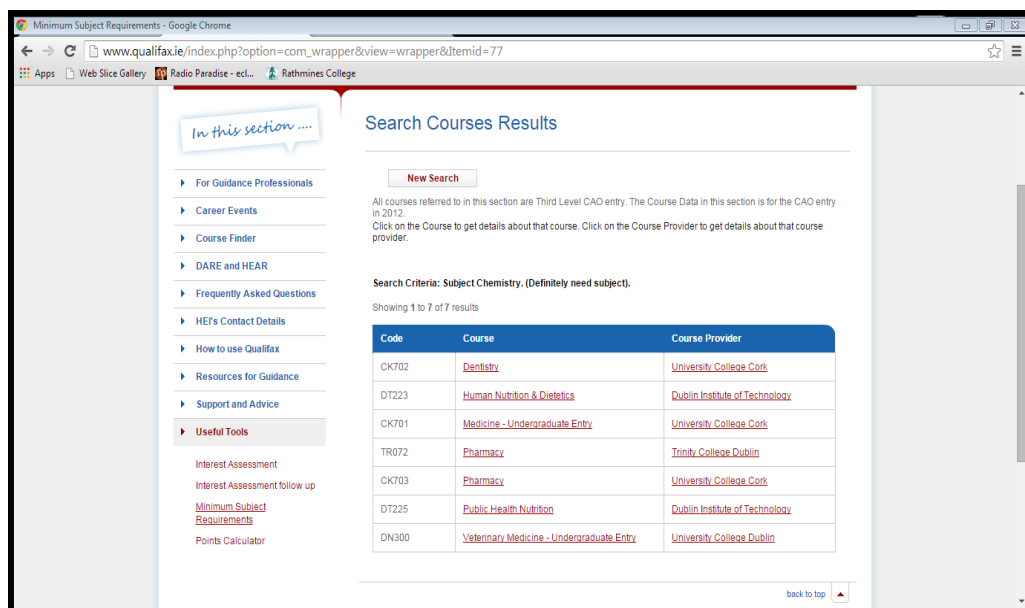 Minimum Subject Requirements - Google Chrome
www.qualifax.ie/index.php?option=com_wrapper&view=wrapper&Itemid=77
Apps Web Slice Gallery Radio Paradise - ecl... Rathmines College
In this section ....
For Guidance Professionals
Career Events
Course Finder
DARE and HEAR
Frequently Asked Questions
HEI's Contact Details
How to use Qualifax
Resources for Guidance
Support and Advice
Useful Tools
Interest Assessment
Interest Assessment follow up
Minimum Subject
Requirements
Points Calculator
Search Courses Results
New Search
All courses referred to in this section are Third Level CAO entry. The Course Data in this section is for the CAO entry
in 2012.
Click on the Course to get details about that course. Click on the Course Provider to get details about that course
provider.
Search Criteria: Subject Chemistry. (Definitely need subject).
Showing 1 to 7 of 7 results
Code Course Course Provider
CK702 Dentistry University College Cork
DT223 Human Nutrition & Dietetics Dublin Institute of Technology
CK701 Medicine - Undergraduate Entry University College Cork
TR072 Pharmacy Trinity College Dublin
CK703 Pharmacy University College Cork
DT225 Public Health Nutrition Dublin Institute of Technology
DN300 Veterinary Medicine - Undergraduate Entry University College Dublin
back to top